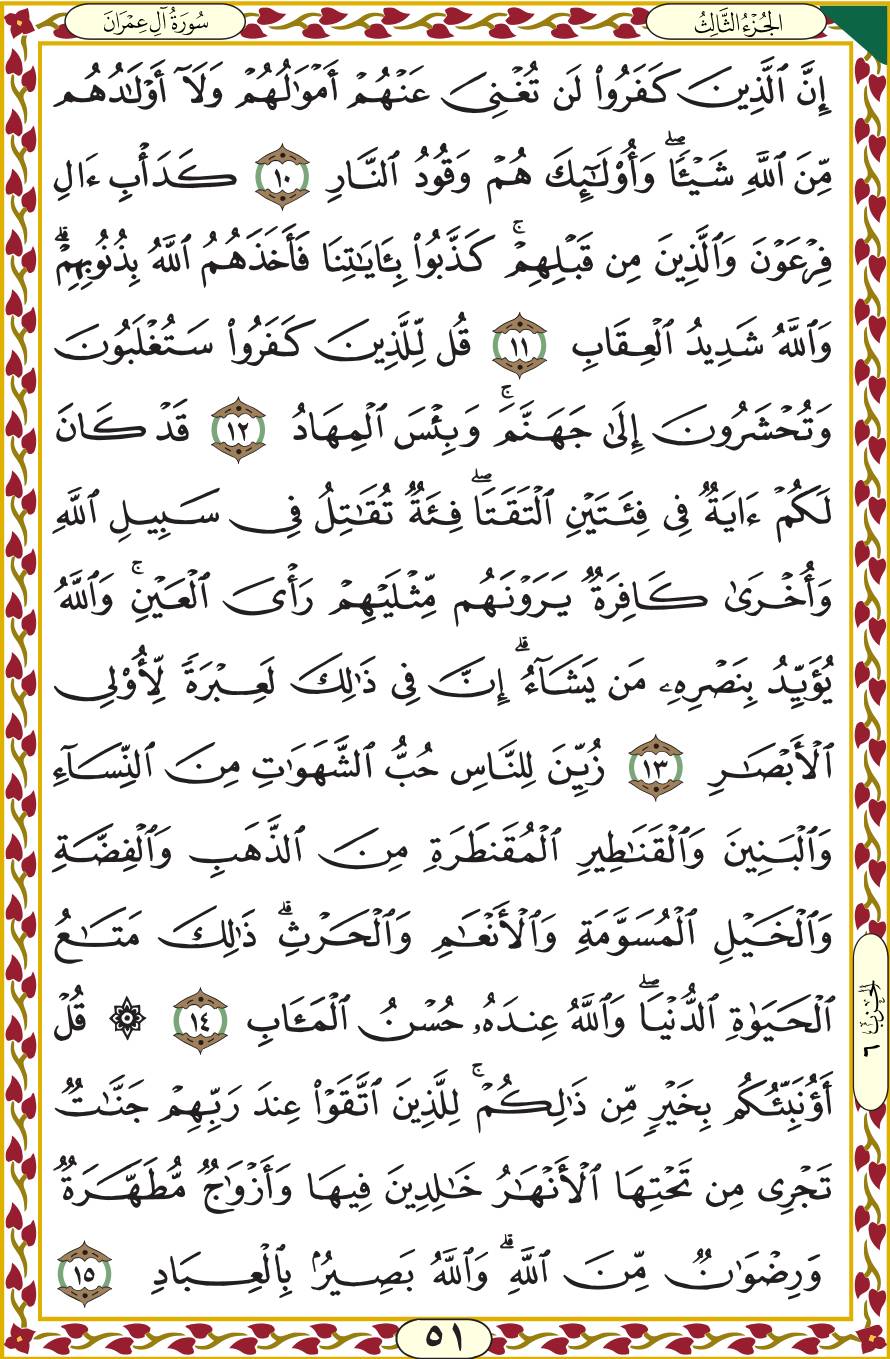 الجُزْءُ الثَّالِثُ
سُورَةُ آلِ عِمْرَانَ
إِنَّ ٱلَّذِينَ كَفَرُوا۟ لَن تُغْنِىَ عَنْهُمْ أَمْوَٰلُهُمْ وَلَآ أَوْلَٰدُهُم
مِّنَ ٱللَّهِ شَيْـًٔا ۖ وَأُو۟لَٰٓئِكَ هُمْ وَقُودُ ٱلنَّارِ ١٠ كَدَأْبِ ءَالِ
فِرْعَوْنَ وَٱلَّذِينَ مِن قَبْلِهِمْ ۚ كَذَّبُوا۟ بِـَٔايَٰتِنَا فَأَخَذَهُمُ ٱللَّهُ بِذُنُوبِهِمْ ۗ
وَٱللَّهُ شَدِيدُ ٱلْعِقَابِ ١١ قُل لِّلَّذِينَ كَفَرُوا۟ سَتُغْلَبُونَ
وَتُحْشَرُونَ إِلَىٰ جَهَنَّمَ ۚ وَبِئْسَ ٱلْمِهَادُ ١٢ قَدْ كَانَ
لَكُمْ ءَايَةٌ فِى فِئَتَيْنِ ٱلْتَقَتَا ۖ فِئَةٌ تُقَٰتِلُ فِى سَبِيلِ ٱللَّهِ
وَأُخْرَىٰ كَافِرَةٌ يَرَوْنَهُم مِّثْلَيْهِمْ رَأْىَ ٱلْعَيْنِ ۚ وَٱللَّهُ
يُؤَيِّدُ بِنَصْرِهِۦ مَن يَشَآءُ ۗ إِنَّ فِى ذَٰلِكَ لَعِبْرَةً لِّأُو۟لِى
ٱلْأَبْصَٰرِ ١٣ زُيِّنَ لِلنَّاسِ حُبُّ ٱلشَّهَوَٰتِ مِنَ ٱلنِّسَآءِ
وَٱلْبَنِينَ وَٱلْقَنَٰطِيرِ ٱلْمُقَنطَرَةِ مِنَ ٱلذَّهَبِ وَٱلْفِضَّةِ
وَٱلْخَيْلِ ٱلْمُسَوَّمَةِ وَٱلْأَنْعَٰمِ وَٱلْحَرْثِ ۗ ذَٰلِكَ مَتَٰعُ
ٱلْحَيَوٰةِ ٱلدُّنْيَا ۖ وَٱللَّهُ عِندَهُۥ حُسْنُ ٱلْمَـَٔابِ ١٤ ۞ قُلْ
أَؤُنَبِّئُكُم بِخَيْرٍ مِّن ذَٰلِكُمْ ۚ لِلَّذِينَ ٱتَّقَوْا۟ عِندَ رَبِّهِمْ جَنَّٰتٌ
تَجْرِى مِن تَحْتِهَا ٱلْأَنْهَٰرُ خَٰلِدِينَ فِيهَا وَأَزْوَٰجٌ مُّطَهَّرَةٌ
وَرِضْوَٰنٌ مِّنَ ٱللَّهِ ۗ وَٱللَّهُ بَصِيرٌۢ بِٱلْعِبَادِ ١٥
الحزب ٦
٥١